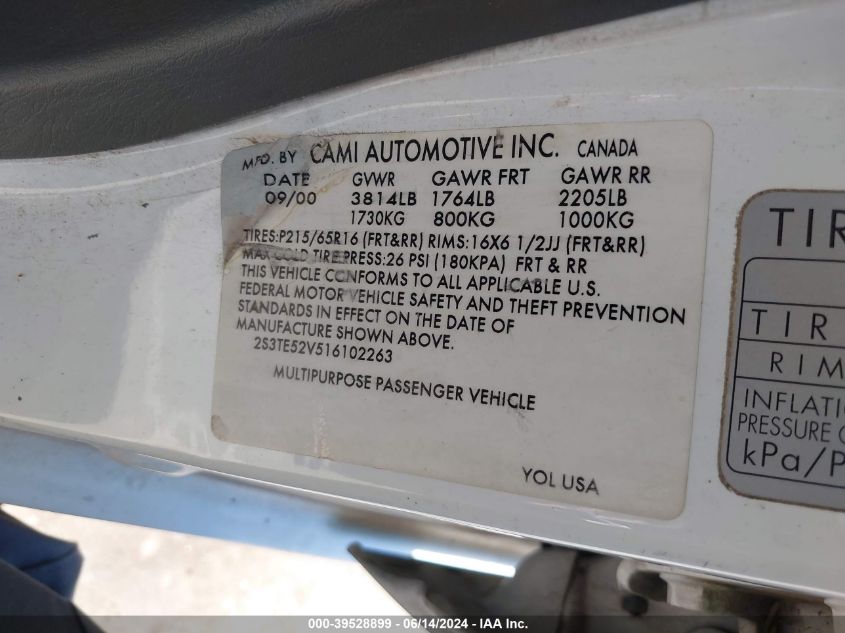 MFD. BY CAMI AUTOMOTIVE INC. CANADA
DATE GVWR GAWR FRT GAWR RR
09/00 3814LB 1764LB 2205LB
1730KG 800KG 1000KG
TIRES:P215/65R16 (FRT&RR) RIMS:16X6 1/2JJ (FRT&RR)
MAX COLD TIRE PRESS:26 PSI (180KPA) FRT & RR
THIS VEHICLE CONFORMS TO ALL APPLICABLE U.S.
FEDERAL MOTOR VEHICLE SAFETY AND THEFT PREVENTION
STANDARDS IN EFFECT ON THE DATE OF
MANUFACTURE SHOWN ABOVE.
2S3TE52V516102263
MULTIPURPOSE PASSENGER VEHICLE
YOL USA
TIR
TIR
RIM
INFLATI
PRESSURE
kPa/P
000-39528899 - 06/14/2024 - IAA Inc.